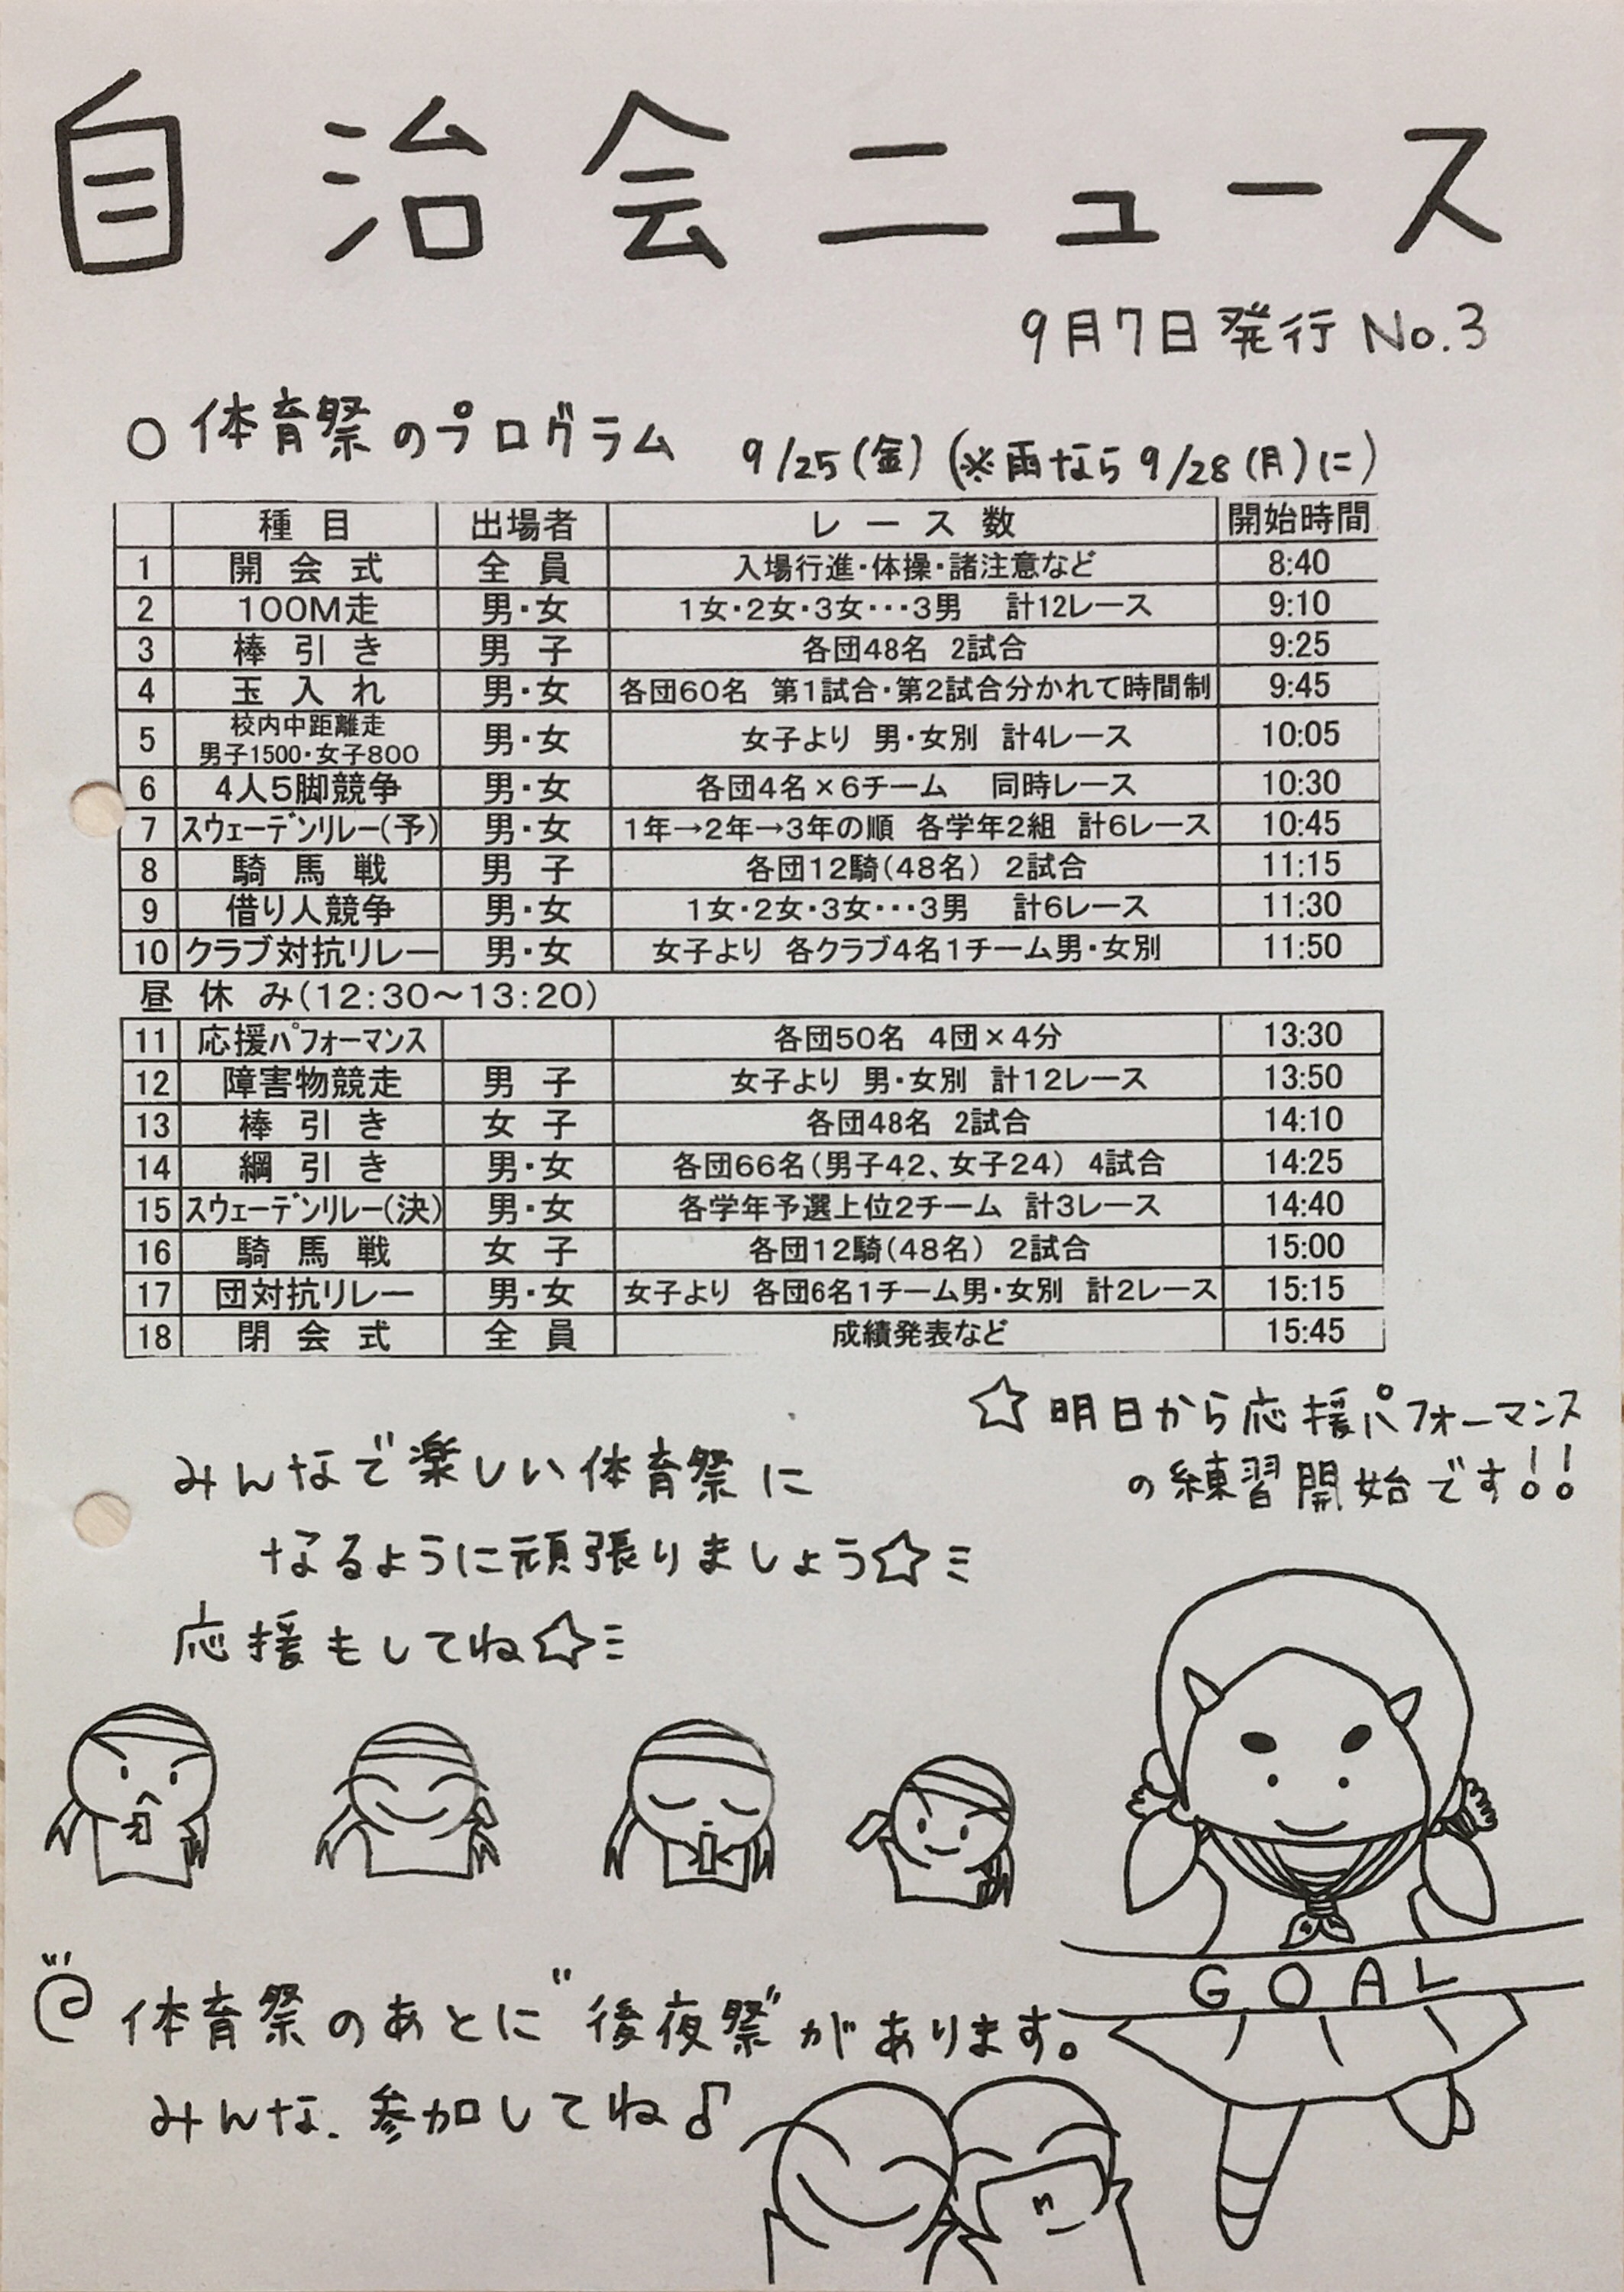 自治会ニュース
9月7日発行 No.3
○ 体育祭のプログラム 9/25(金) (※雨なら9/28(月)に)
種目 出場者 レース数 開始時間
1 開会式 全員 入場行進・体操・諸注意など 8:40
2 100M走 男・女 1女・2女・3女・・・3男 計12レース 9:10
3 棒引き 男子 各団48名 2試合 9:25
4 玉入れ 男・女 各団60名 第1試合・第2試合分かれて時間制 9:45
5 校内中距離走 男子1500・女子800 男・女 女子より 男・女別 計4レース 10:05
6 4人5脚競争 男・女 各団4名×6チーム 同時レース 10:30
7 スウェーデンリレー(予) 男・女 1年→2年→3年の順 各学年2組 計6レース 10:45
8 騎馬戦 男子 各団12騎(48名) 2試合 11:15
9 借り人競争 男・女 1女・2女・3女・・・3男 計6レース 11:30
10 クラブ対抗リレー 男・女 女子より 各クラブ4名1チーム男・女別 11:50
昼休み(12:30～13:20)
11 応援パフォーマンス 各団50名 4団×4分 13:30
12 障害物競走 男子 女子より 男・女別 計12レース 13:50
13 棒引き 女子 各団48名 2試合 14:10
14 綱引き 男・女 各団66名(男子42、女子24) 4試合 14:25
15 スウェーデンリレー(決) 男・女 各学年予選上位2チーム 計3レース 14:40
16 騎馬戦 女子 各団12騎(48名) 2試合 15:00
17 団対抗リレー 男・女 女子より 各団6名1チーム男・女別 計2レース 15:15
18 閉会式 全員 成績発表など 15:45
☆明日から応援パフォーマンス
の練習開始です!!
みんなで楽しい体育祭に
なるように頑張りましょう☆
応援もしてね☆
GOAL
体育祭のあとに"後夜祭"があります。
みんな、参加してね♪